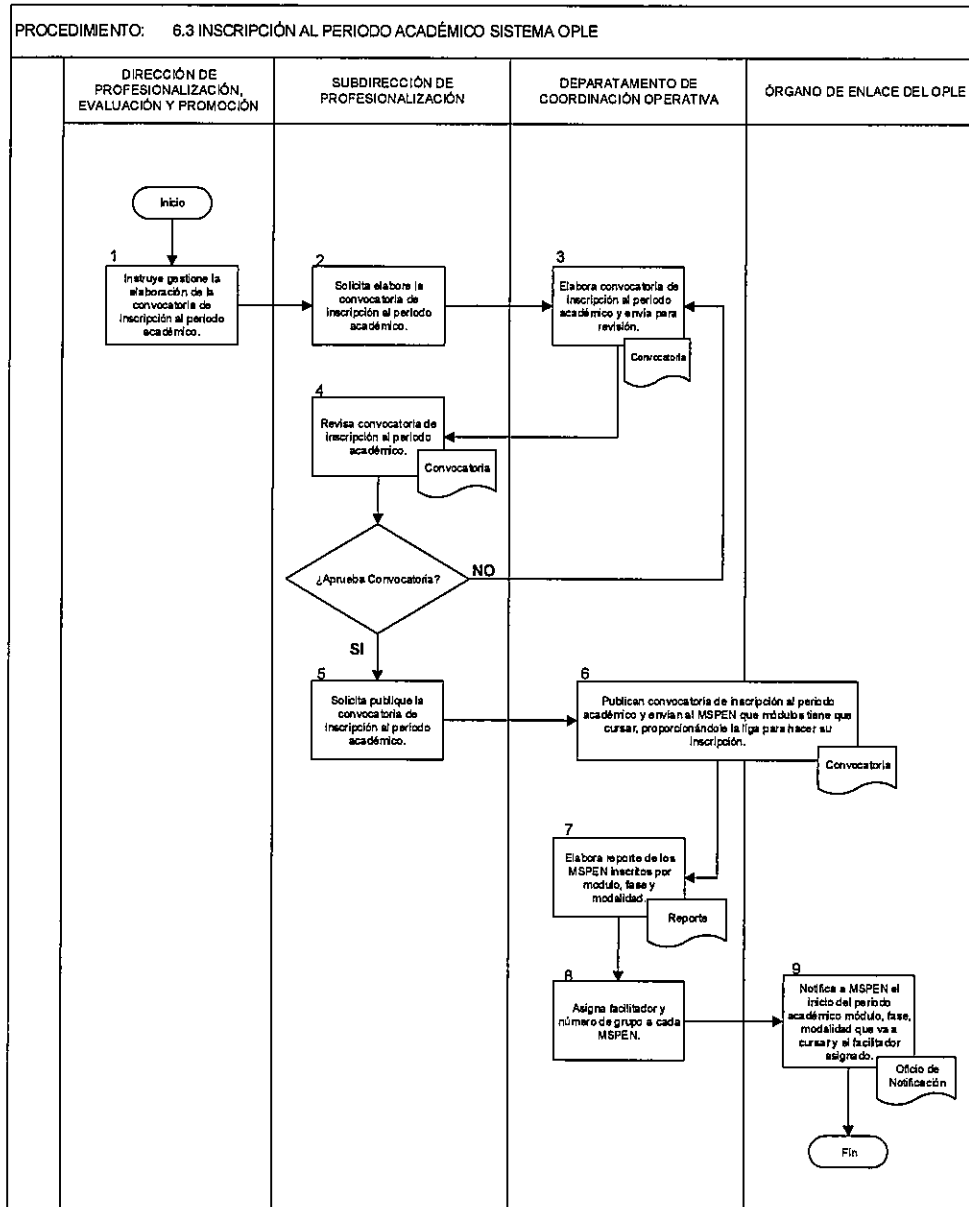 PROCEDIMIENTO: 6.3 INSCRIPCIÓN AL PERIODO ACADÉMICO SISTEMA OPLE
DIRECCIÓN DE
PROFESIONALIZACIÓN,
EVALUACIÓN Y PROMOCIÓN
SUBDIRECCIÓN DE
PROFESIONALIZACIÓN
DEPARATAMENTO DE
COORDINACIÓN OPERATIVA
ÓRGANO DE ENLACE DEL OPLE
Inicio
1
Instruye gestione la
elaboración de la
convocatoria de
inscripción al periodo
académico.
2
Solicita elabore la
convocatoria de
inscripción al periodo
académico.
3
Elabora convocatoria de
inscripción al periodo
académico y envía para
revisión.
Convocatoria
4
Revisa convocatoria de
inscripción al periodo
académico.
Convocatoria
¿Aprueba Convocatoria?
NO
SI
5
Solicita publique la
convocatoria de
inscripción al periodo
académico.
6
Publican convocatoria de inscripción al periodo
académico y envían al MSPEN que módulos tiene que
cursar, proporcionándole la liga para hacer su
inscripción.
Convocatoria
7
Elabora reporte de los
MSPEN inscritos por
modulo, fase y
modalidad.
Reporte
8
Asigna facilitador y
número de grupo a cada
MSPEN.
9
Notifica a MSPEN el
inicio del periodo
académico módulo, fase,
modalidad que va a
cursar y el facilitador
asignado.
Oficio de
Notificación
Fin